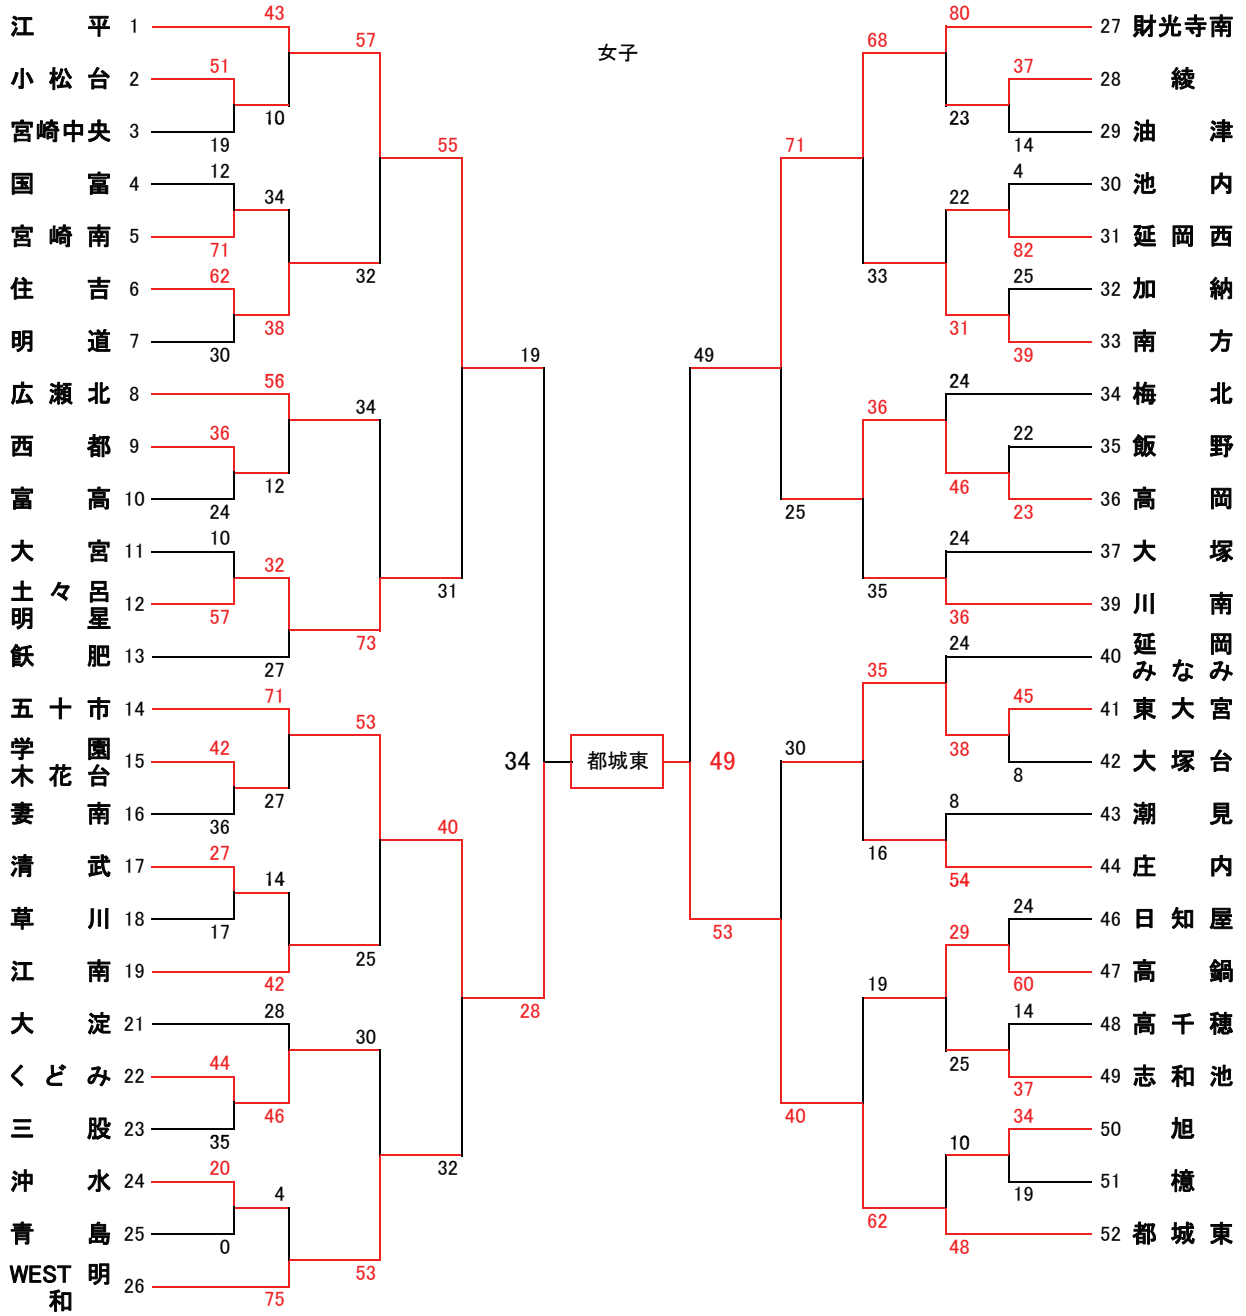 女子
江平 1
小松台 2
宮崎中央 3
国富 4
宮崎南 5
住吉 6
明道 7
広瀬北 8
西都 9
富高 10
大宮 11
土々呂
明星 12
飫肥 13
五十市 14
学園
木花台 15
妻南 16
清武 17
草川 18
江南 19
大淀 21
くどみ 22
三股 23
沖水 24
青島 25
WEST 明
和 26
43
51
19
10
57
12
71
34
62
30
38
32
55
56
36
24
12
34
10
57
32
27
73
31
19
71
42
36
27
53
27
17
14
42
25
40
28
44
35
46
30
20
0
4
75
53
32
28
34
都城東
49
80
68
37
14
23
71
4
82
22
25
39
31
33
49
24
36
22
23
46
25
24
36
35
24
35
45
8
38
30
8
54
16
53
24
60
29
19
14
37
25
40
34
19
10
48
62
27 財光寺南
28 綾
29 油津
30 池内
31 延岡西
32 加納
33 南方
34 梅北
35 飯野
36 高岡
37 大塚
39 川南
40 延岡
みなみ
41 東大宮
42 大塚台
43 潮見
44 庄内
46 日知屋
47 高鍋
48 高千穂
49 志和池
50 旭
51 檍
52 都城東